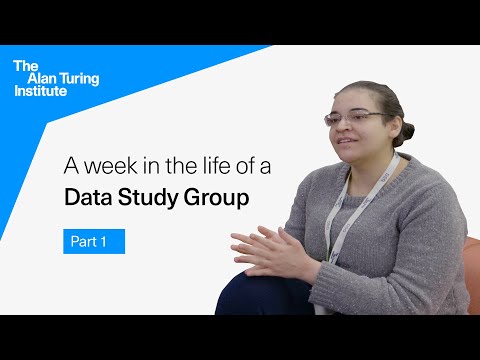 The
Alan Turing
Institute
A week in the life of a
Data Study Group
Part 1